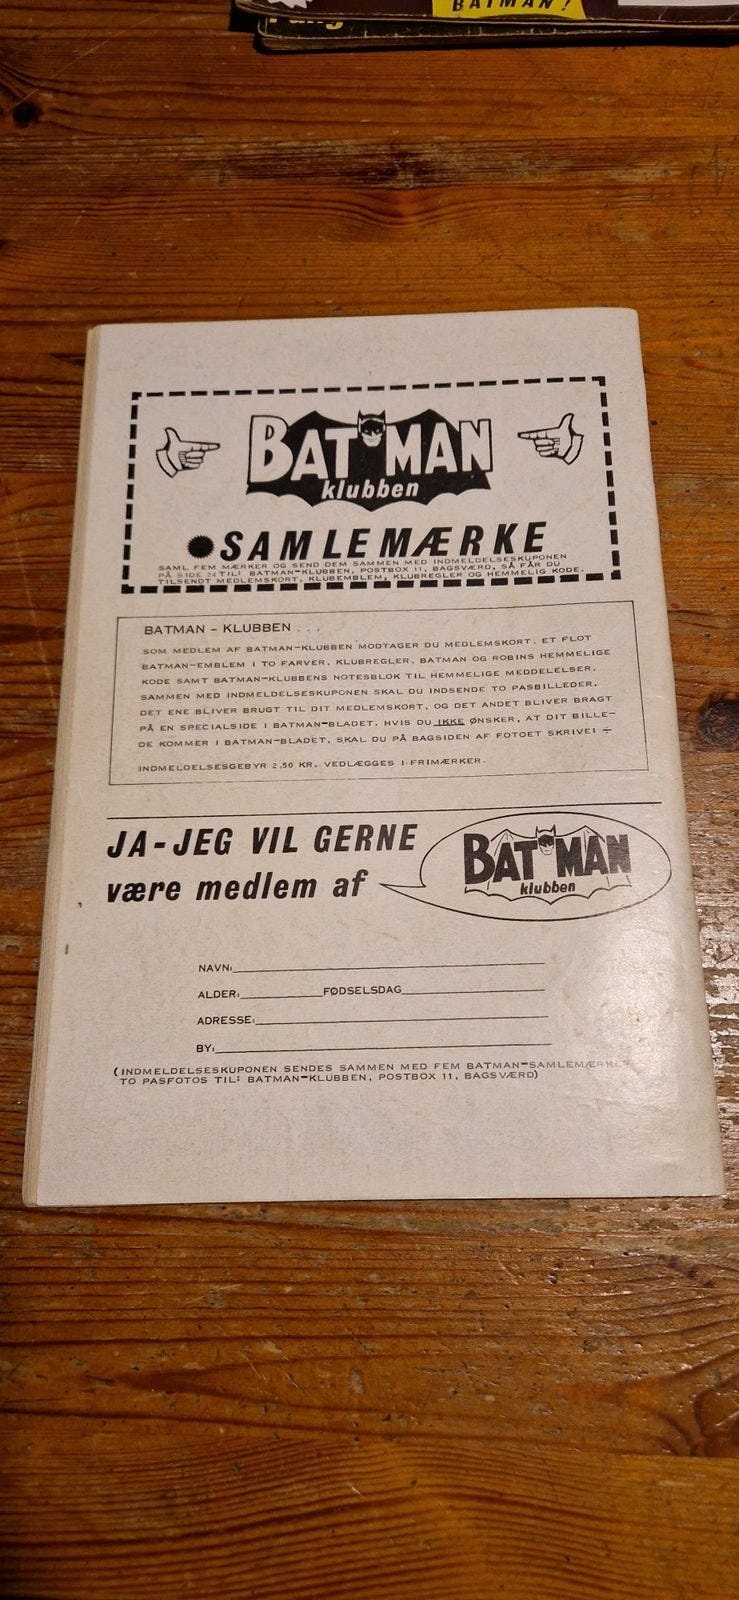 BATMAN!
BATMAN
klubben
SAMLEMÆRKE
SAML FEM MÆRKER OG SEND DEM SAMMEN MED INDMELDELSESKUPONEN
PÅ SIDE 24 TIL: BATMAN-KLUBBEN, POSTBOX 11, BAGSVÆRD, SÅ FÅR DU
TILSENDT MEDLEMSKORT, KLUBEMBLEM, KLUBREGLER OG HEMMELIG KODE.
BATMAN - KLUBBEN . . .
SOM MEDLEM AF BATMAN-KLUBBEN MODTAGER DU MEDLEMSKORT, ET FLOT
BATMAN-EMBLEM I TO FARVER, KLUBREGLER, BATMAN OG ROBINS HEMMELIGE
KODE SAMT BATMAN-KLUBBENS NOTESBLOK TIL HEMMELIGE MEDDELELSER.
SAMMEN MED INDMELDELSESKUPONEN SKAL DU INDSENDE TO PASBILLEDER.
DET ENE BLIVER BRUGT TIL DIT MEDLEMSKORT, OG DET ANDET BLIVER BRAGT
PÅ EN SPECIALSIDE I BATMAN-BLADET. HVIS DU IKKE ØNSKER, AT DIT BILLE-
DE KOMMER I BATMAN-BLADET, SKAL DU PÅ BAGSIDEN AF FOTOET SKRIVE: ÷
INDMELDELSESGEBYR 2,50 KR. VEDLÆGGES I FRIMÆRKER.
JA-JEG VIL GERNE
være medlem af
BATMAN
klubben
NAVN:
ALDER: FØDSELSDAG
ADRESSE:
BY:
(INDMELDELSESKUPONEN SENDES SAMMEN MED FEM BATMAN-SAMLEMÆRKER
TO PASFOTOS TIL: BATMAN-KLUBBEN, POSTBOX 11, BAGSVÆRD)